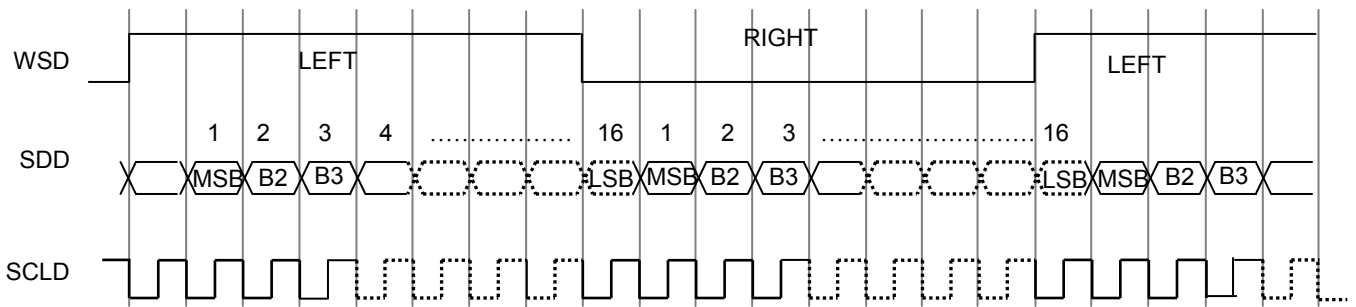 RIGHT
WSD LEFT LEFT
1 2 3 4 ........................ 16 1 2 3 ..................................... 16
SDD MSB B2 B3 LSB MSB B2 B3 LSB MSB B2 B3
SCLD